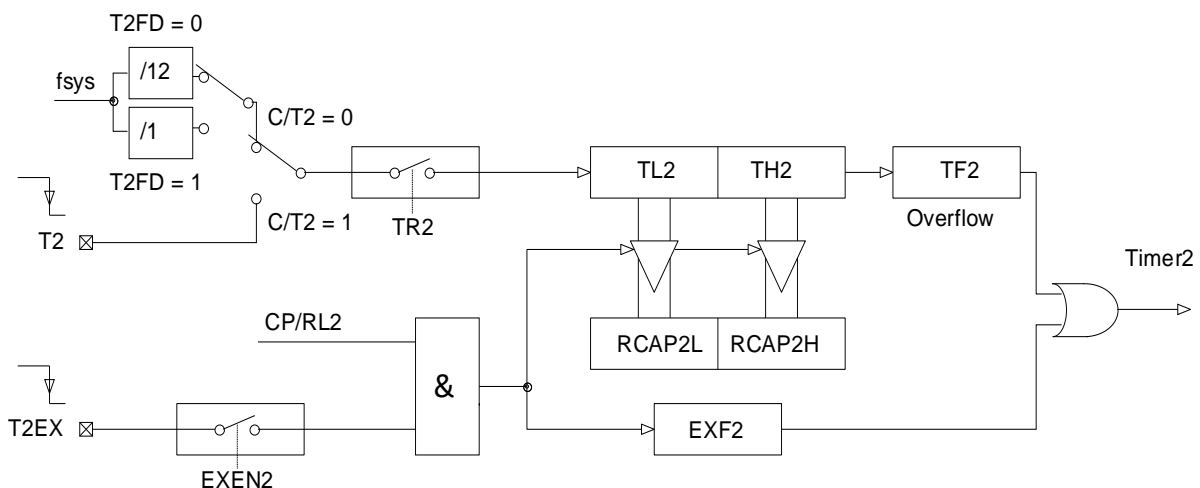 T2FD = 0
/12
fsys
C/T2 = 0
/1
T2FD = 1
TL2
TH2
TF2
C/T2 = 1
TR2
Overflow
T2
Timer2
CP/RL2
RCAP2L
RCAP2H
&
T2EX
EXF2
EXEN2